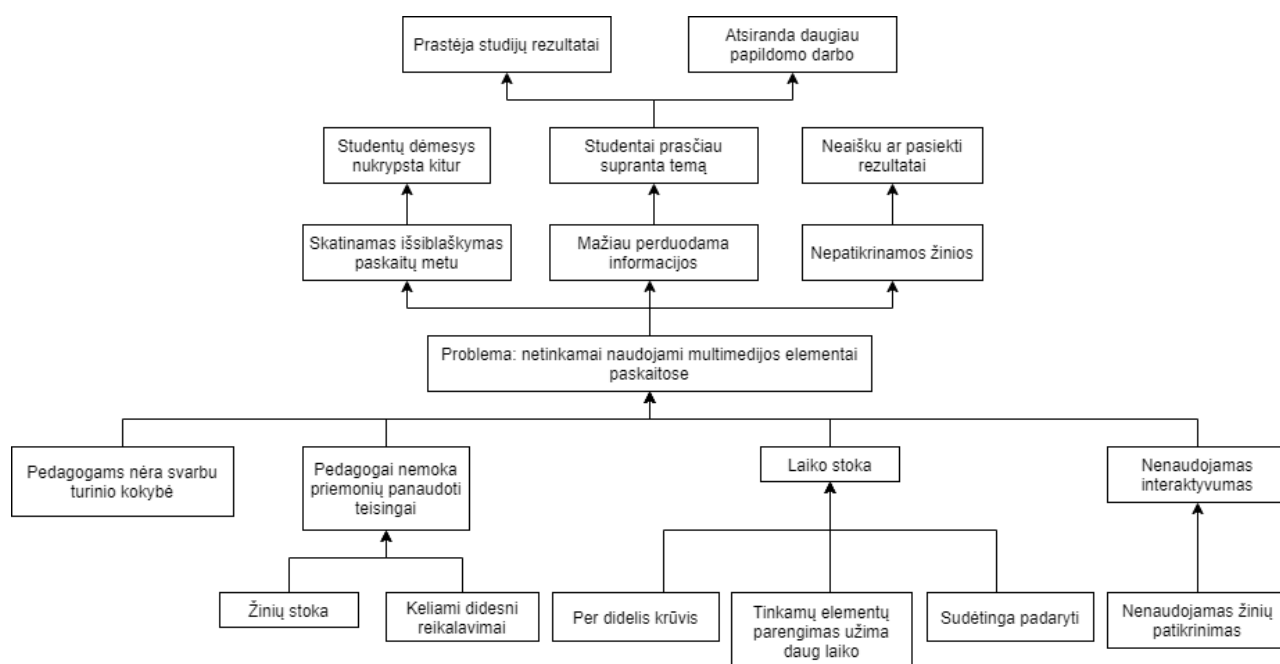 Prastėja studijų rezultatai
Atsiranda daugiau
papildomo darbo
Studentų dėmesys
nukrypsta kitur
Studentai prasčiau
supranta temą
Neaišku ar pasiekti
rezultatai
Skatinamas išsiblaškymas
paskaitų metu
Mažiau perduodama
informacijos
Nepatikrinamos žinios
Problema: netinkamai naudojami multimedijos elementai
paskaitose
Pedagogams nėra svarbu
turinio kokybė
Pedagogai nemoka
priemonių panaudoti
teisingai
Laiko stoka
Nenaudojamas
interaktyvumas
Žinių stoka
Keliami didesni
reikalavimai
Per didelis krūvis
Tinkamų elementų
parengimas užima
daug laiko
Sudėtinga padaryti
Nenaudojamas žinių
patikrinimas